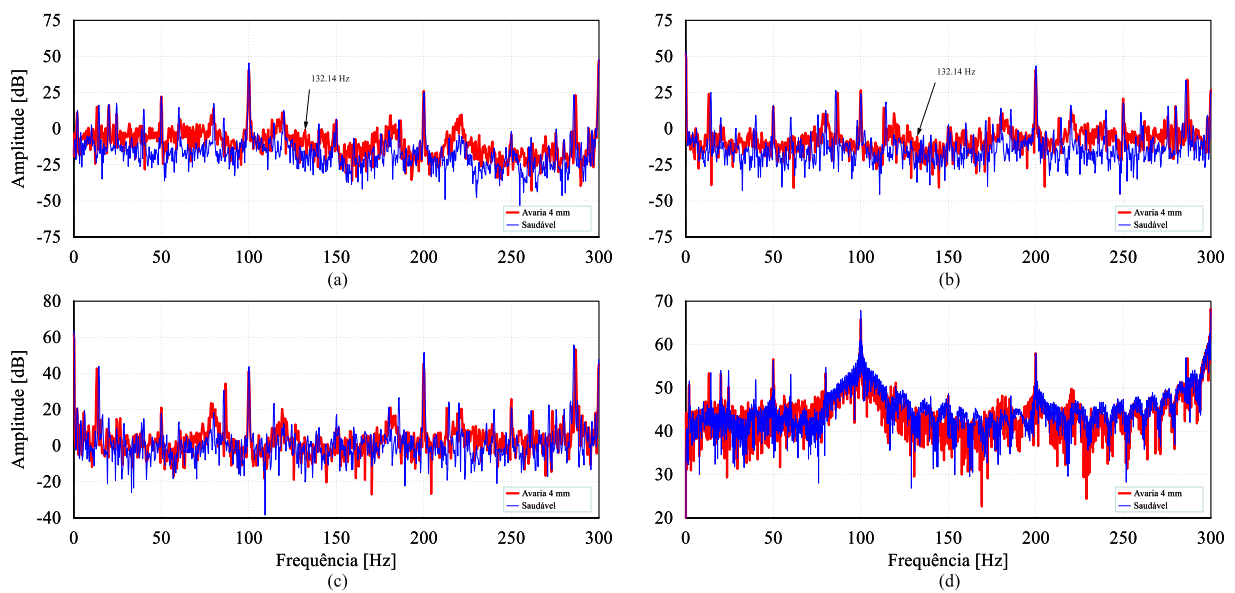 75
50
25
0
-25
-50
-75
Amplitude [dB]
132.14 Hz
Avaria 4 mm
Saudável
0 50 100 150 200 250 300
(a)
75
50
25
0
-25
-50
-75
132.14 Hz
Avaria 4 mm
Saudável
0 50 100 150 200 250 300
(b)
80
60
40
20
0
-20
-40
Amplitude [dB]
Avaria 4 mm
Saudável
0 50 100 150 200 250 300
Frequência [Hz]
(c)
70
60
50
40
30
20
Avaria 4 mm
Saudável
0 50 100 150 200 250 300
Frequência [Hz]
(d)